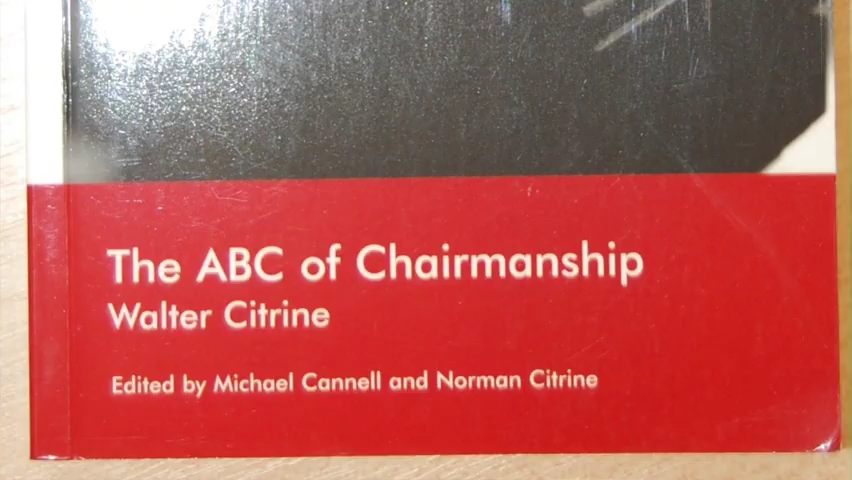 The ABC of Chairmanship
Walter Citrine
Edited by Michael Cannell and Norman Citrine